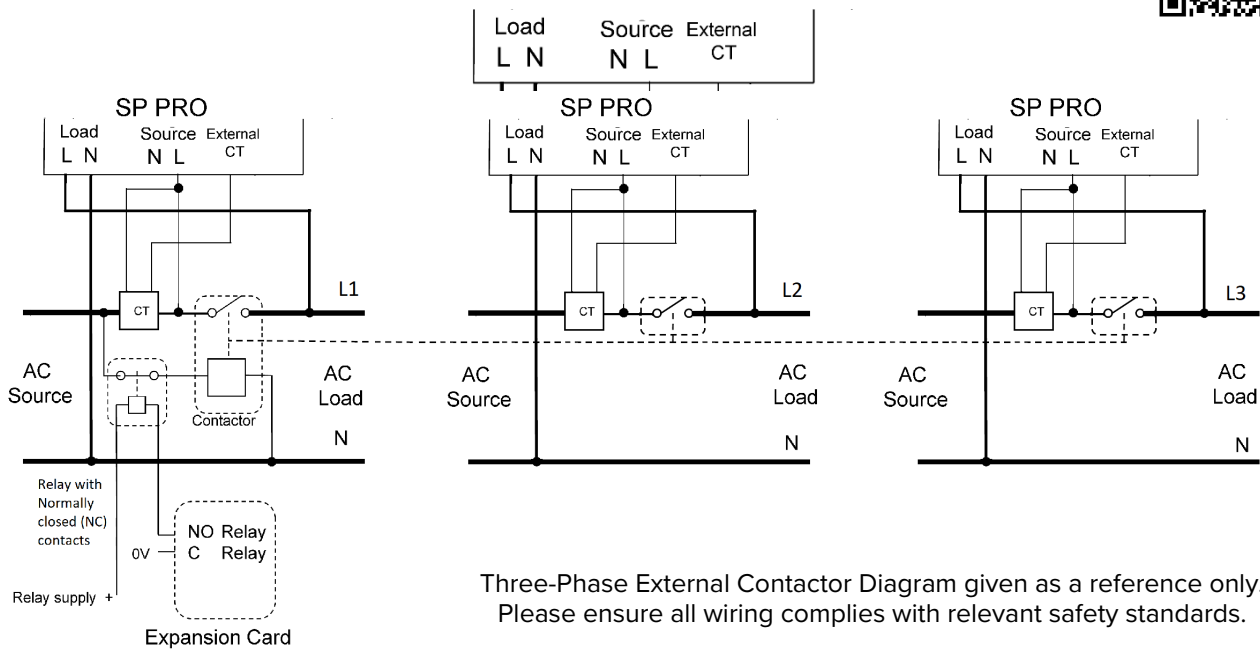 Load Source External
L N N L CT
SP PRO
Load Source External
L N N L CT
L1
CT
AC Source
AC Load
Contactor
N
Relay with
Normally
closed (NC)
contacts
NO Relay
0V C Relay
Relay supply +
Expansion Card
SP PRO
Load Source External
L N N L CT
L2
CT
AC Source
AC Load
N
SP PRO
Load Source External
L N N L CT
L3
CT
AC Source
AC Load
N
Three-Phase External Contactor Diagram given as a reference only.
Please ensure all wiring complies with relevant safety standards.